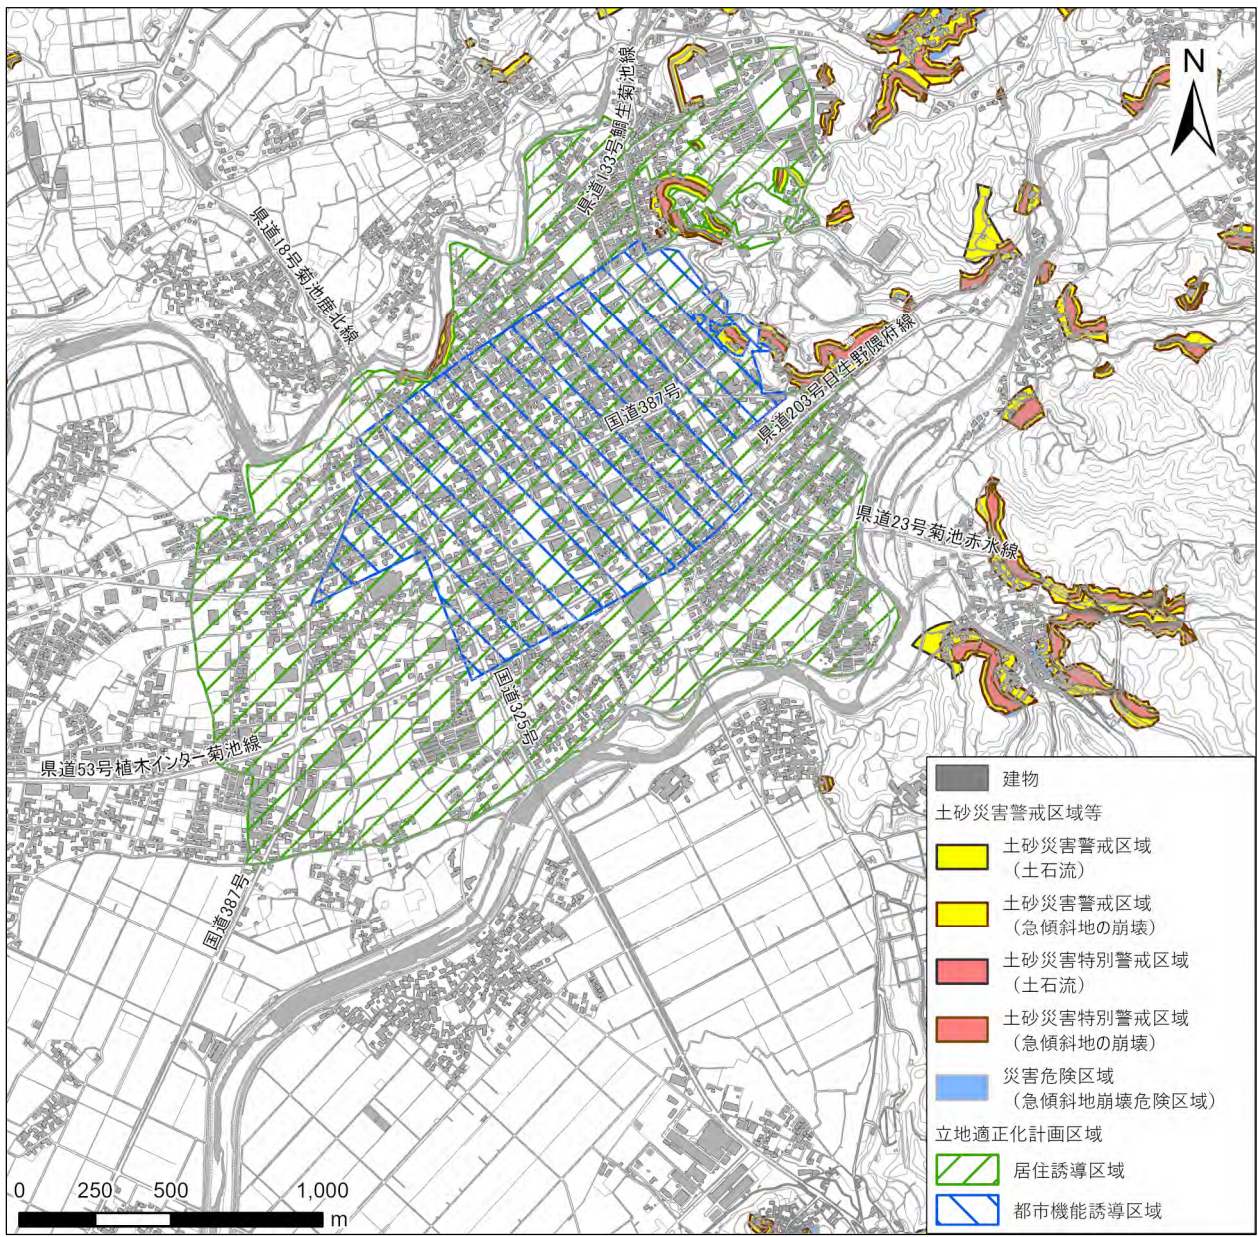 N
県道133号鯛生菊池線
県道18号菊池鹿北線
国道387号
県道203号日生野隈府線
県道23号菊池赤水線
国道325号
県道53号植木インター菊池線
国道387号
建物
土砂災害警戒区域等
土砂災害警戒区域
（土石流）
土砂災害警戒区域
（急傾斜地の崩壊）
土砂災害特別警戒区域
（土石流）
土砂災害特別警戒区域
（急傾斜地の崩壊）
災害危険区域
（急傾斜地崩壊危険区域）
立地適正化計画区域
居住誘導区域
都市機能誘導区域
0 250 500 1,000
m